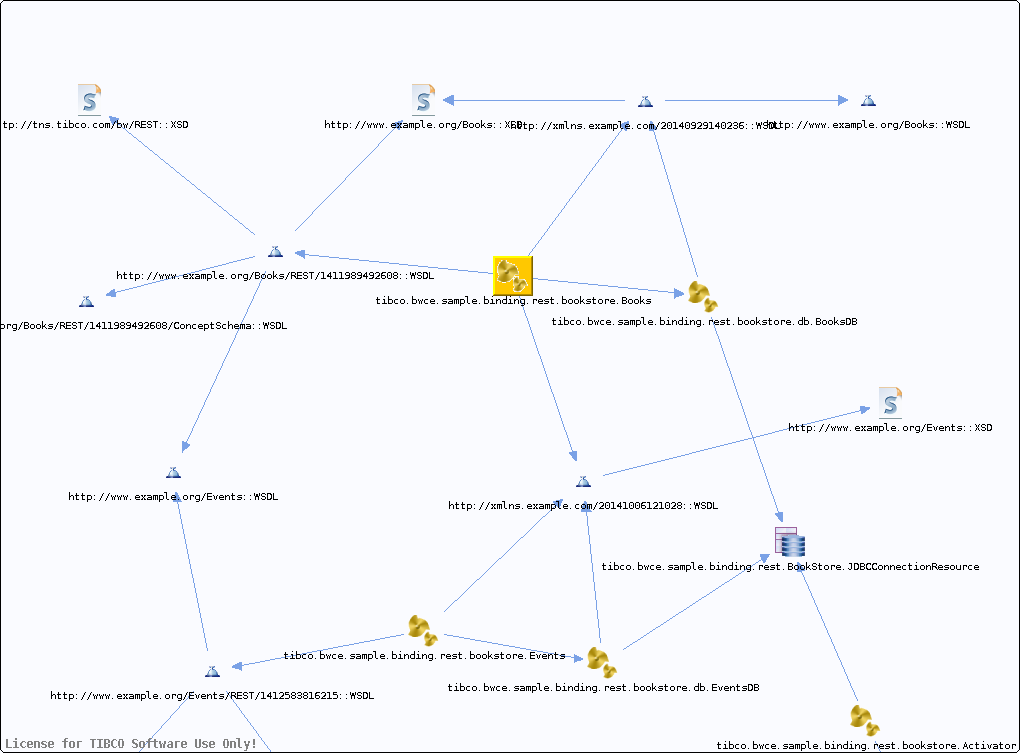 tp://tns.tibco.com/bw/REST::XSD
http://www.example.org/Books::XSD
http://xmlns.example.com/20140929140236::WSDL
http://www.example.org/Books::WSDL
http://www.example.org/Books/REST/1411989492608::WSDL
tibco.bwce.sample.binding.rest.bookstore.Books
tibco.bwce.sample.binding.rest.bookstore.db.BooksDB
org/Books/REST/1411989492608/ConceptSchema::WSDL
http://www.example.org/Events::XSD
http://www.example.org/Events::WSDL
http://xmlns.example.com/20141006121028::WSDL
tibco.bwce.sample.binding.rest.BookStore.JDBCConnectionResource
tibco.bwce.sample.binding.rest.bookstore.Events
tibco.bwce.sample.binding.rest.bookstore.db.EventsDB
http://www.example.org/Events/REST/1412583816215::WSDL
License for TIBCO Software Use Only!
tibco.bwce.sample.binding.rest.bookstore.Activator